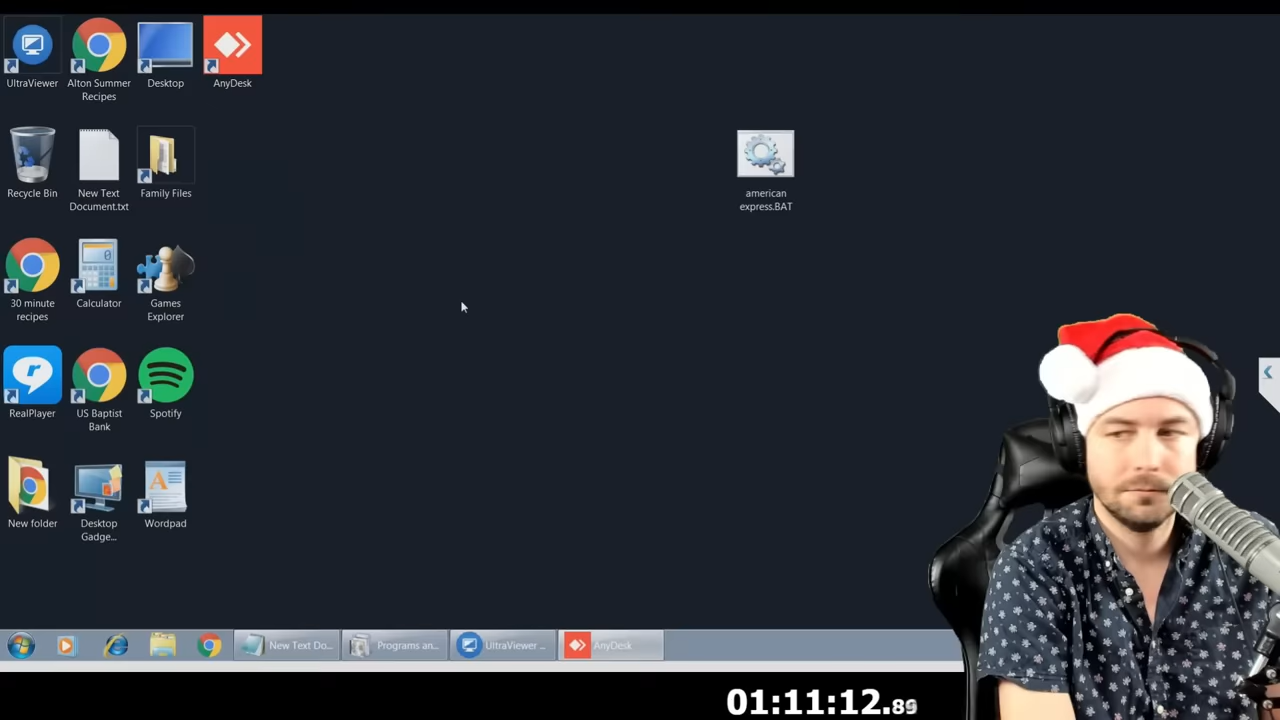 UltraViewer
Alton Summer
Recipes
Desktop
AnyDesk
Recycle Bin
New Text
Document.txt
Family Files
american
express.BAT
30 minute
recipes
Calculator
Games
Explorer
RealPlayer
US Baptist
Bank
Spotify
New folder
Desktop
Gadge...
Wordpad
New Text Do...
Programs an...
UltraViewer ...
AnyDesk
01:11:12.89